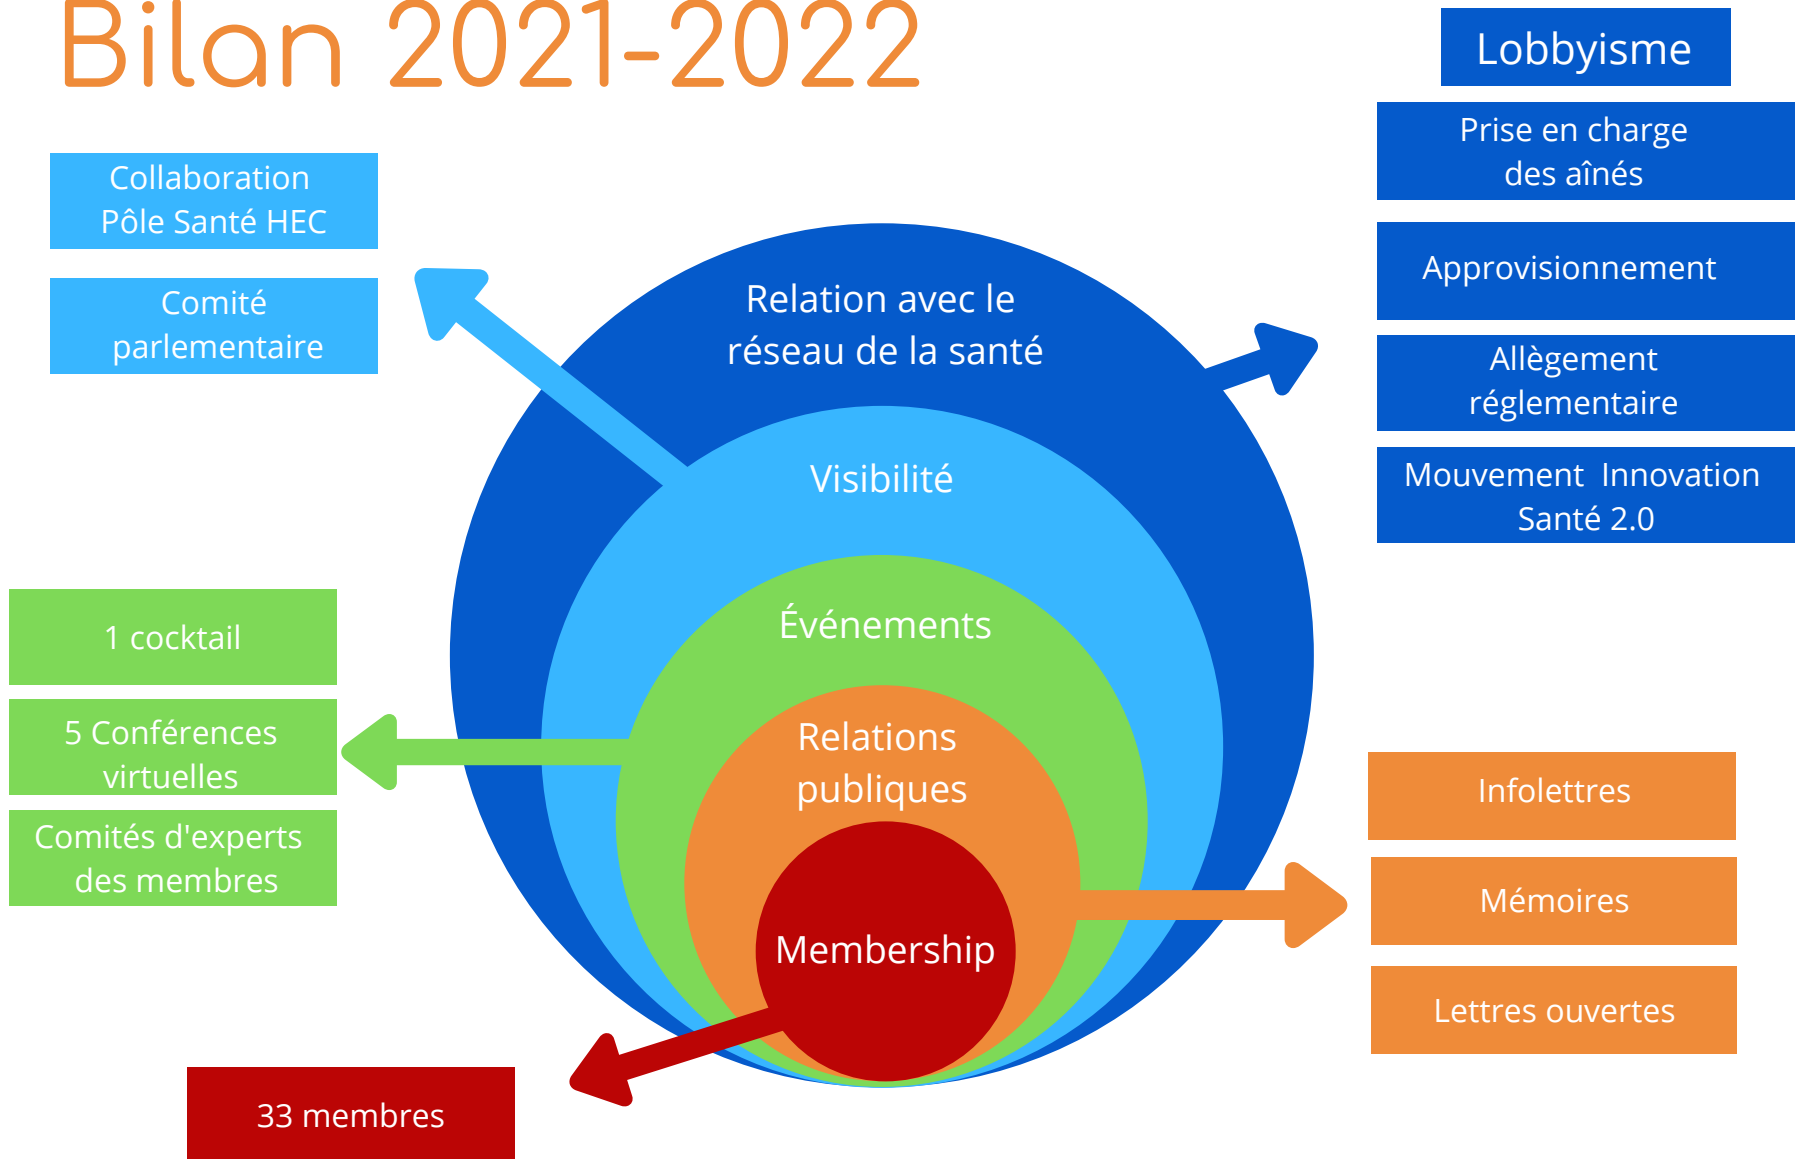 Bilan 2021-2022
Lobbyisme
Prise en charge
des aînés
Approvisionnement
Allègement
réglementaire
Mouvement Innovation
Santé 2.0
Collaboration
Pôle Santé HEC
Comité
parlementaire
Relation avec le
réseau de la santé
Visibilité
Événements
Relations
publiques
Membership
1 cocktail
5 Conférences
virtuelles
Comités d'experts
des membres
Infolettres
Mémoires
Lettres ouvertes
33 membres